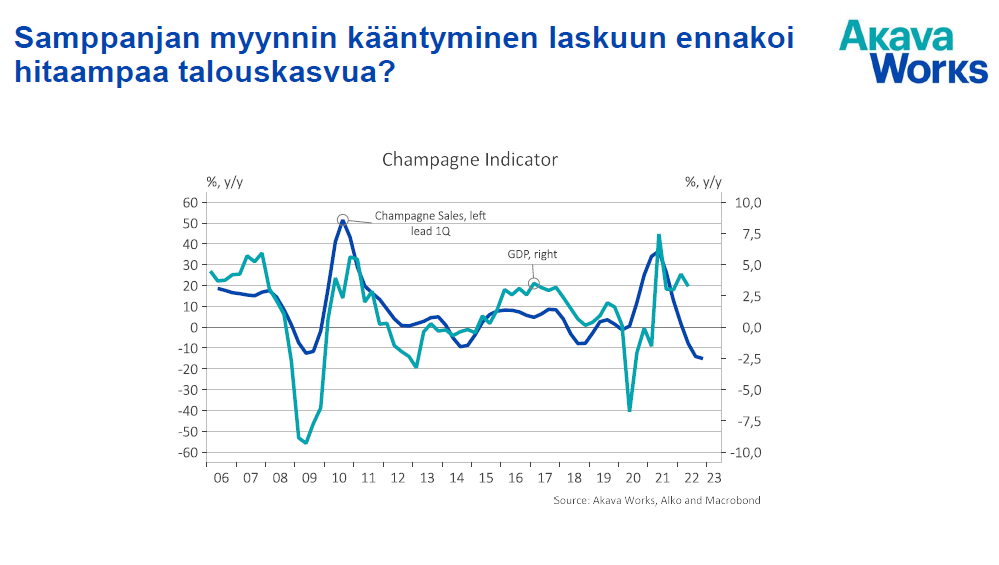 Samppanjan myynnin kääntyminen laskuun ennakoi
hitaampaa talouskasvua?
Akava
Works
Champagne Indicator
%, y/y
%, y/y
60
50
40
30
20
10
0
-10
-20
-30
-40
-50
-60
Champagne Sales, left
lead 1Q
GDP, right
10,0
7,5
5,0
2,5
0,0
-2,5
-5,0
-7,5
-10,0
06 07 08 09 10 11 12 13 14 15 16 17 18 19 20 21 22 23
Source: Akava Works, Alko and Macrobond